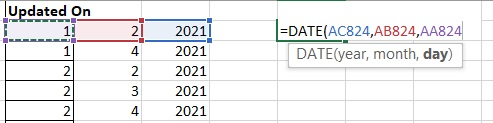 Updated On
1 2 2021 =DATE(AC824,AB824,AA824
1 4 2021 DATE(year, month, day)
2 2 2021
2 3 2021
2 4 2021